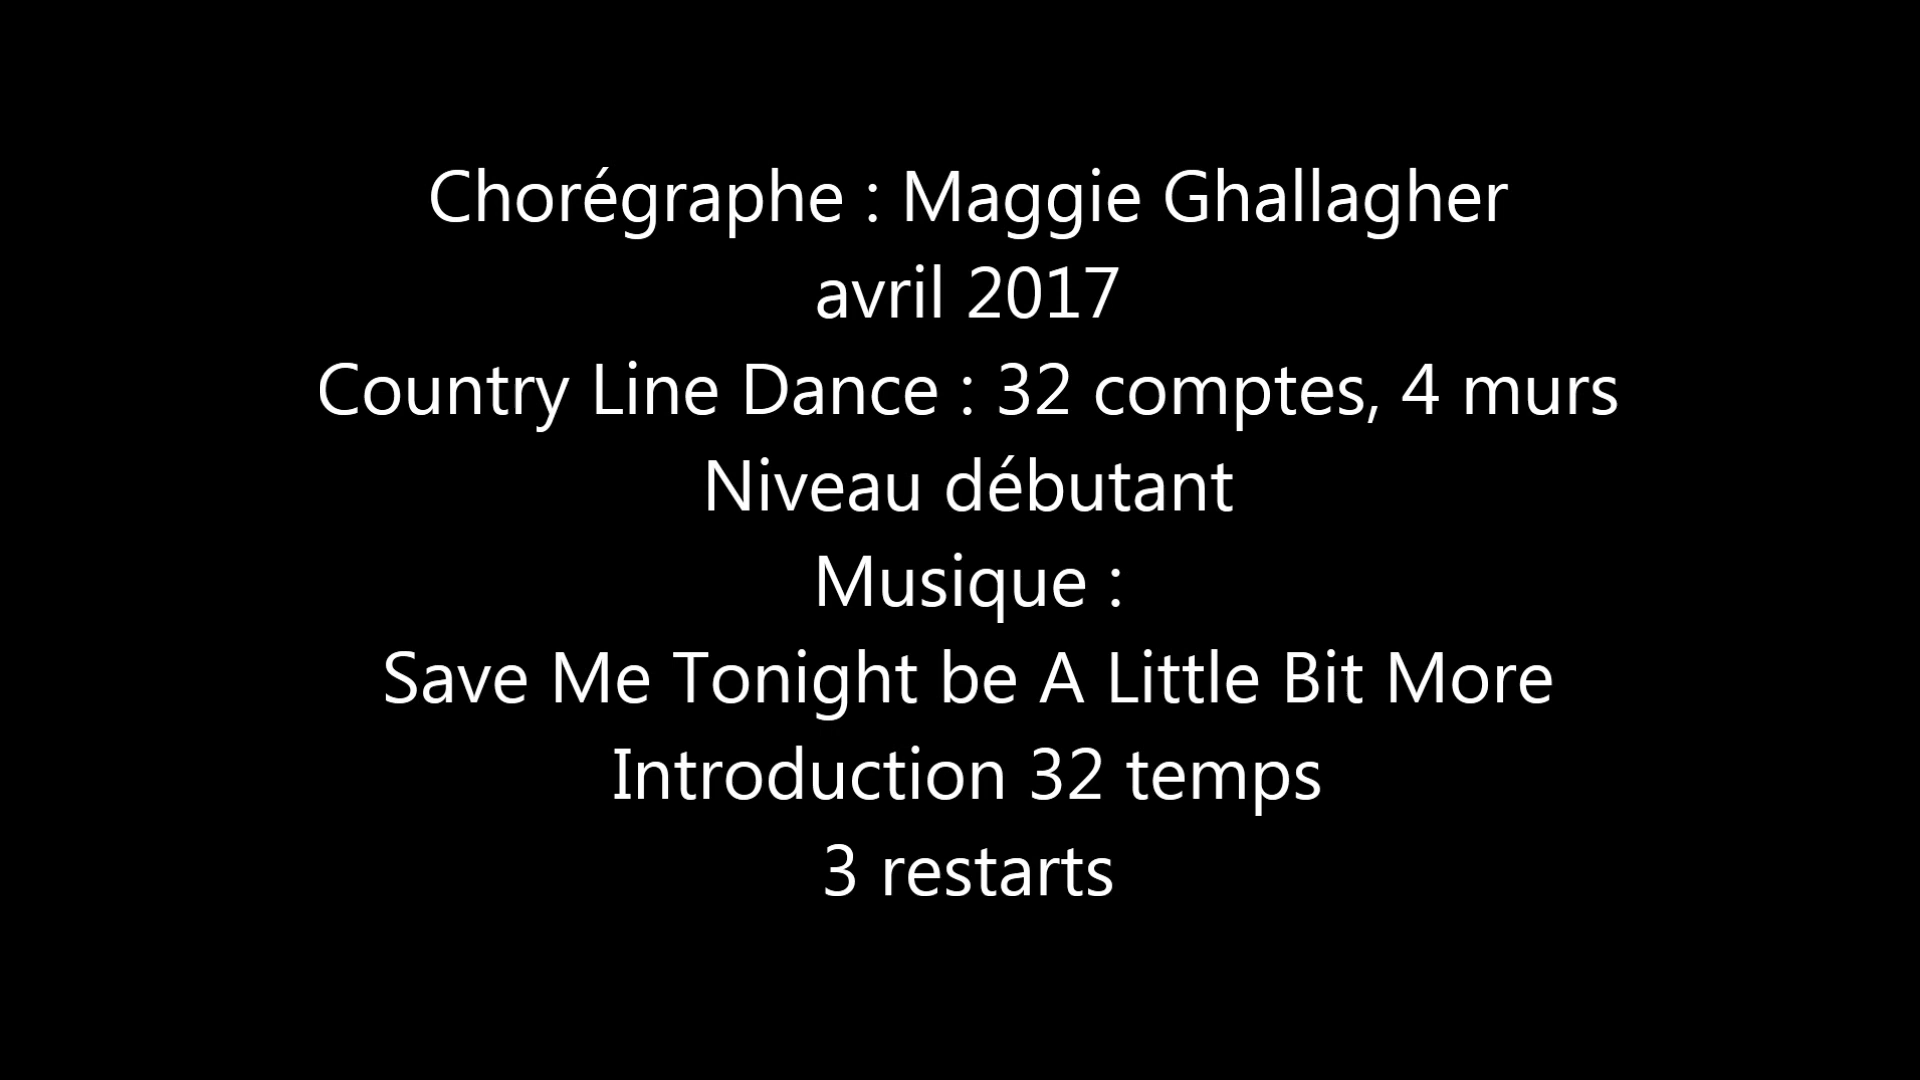 Chorégraphe : Maggie Ghallagher
avril 2017
Country Line Dance : 32 comptes, 4 murs
Niveau débutant
Musique :
Save Me Tonight be A Little Bit More
Introduction 32 temps
3 restarts